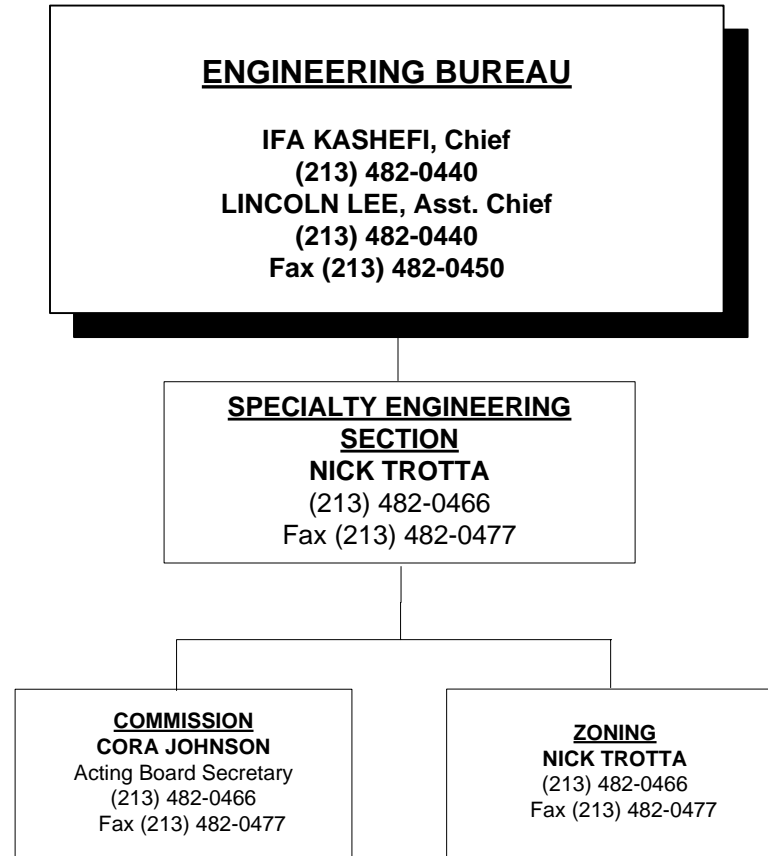 ENGINEERING BUREAU
IFA KASHEFI, Chief
(213) 482-0440
LINCOLN LEE, Asst. Chief
(213) 482-0440
Fax (213) 482-0450
SPECIALTY ENGINEERING
SECTION
NICK TROTTA
(213) 482-0466
Fax (213) 482-0477
COMMISSION
CORA JOHNSON
Acting Board Secretary
(213) 482-0466
Fax (213) 482-0477
ZONING
NICK TROTTA
(213) 482-0466
Fax (213) 482-0477